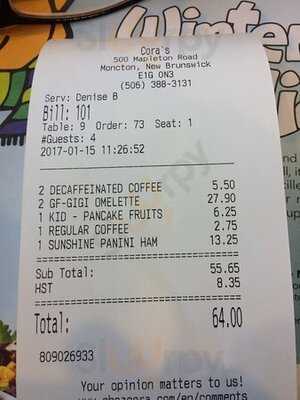 Winter
Cora's
500 Mapleton Road
Moncton, New Brunswick
E1G 0N3
(506) 388-3131
Serv: Denise B
Bill: 101
Table: 9 Order: 73 Seat: 1
#Guests: 4
2017-01-15 11:26:52
2 DECAFFEINATED COFFEE 5.50
2 GF-GIGI OMELETTE 27.90
1 KID - PANCAKE FRUITS 6.25
1 REGULAR COFFEE 2.75
1 SUNSHINE PANINI HAM 13.25
Sub Total: 55.65
HST 8.35
Total: 64.00
809026933
Your opinion matters to us!